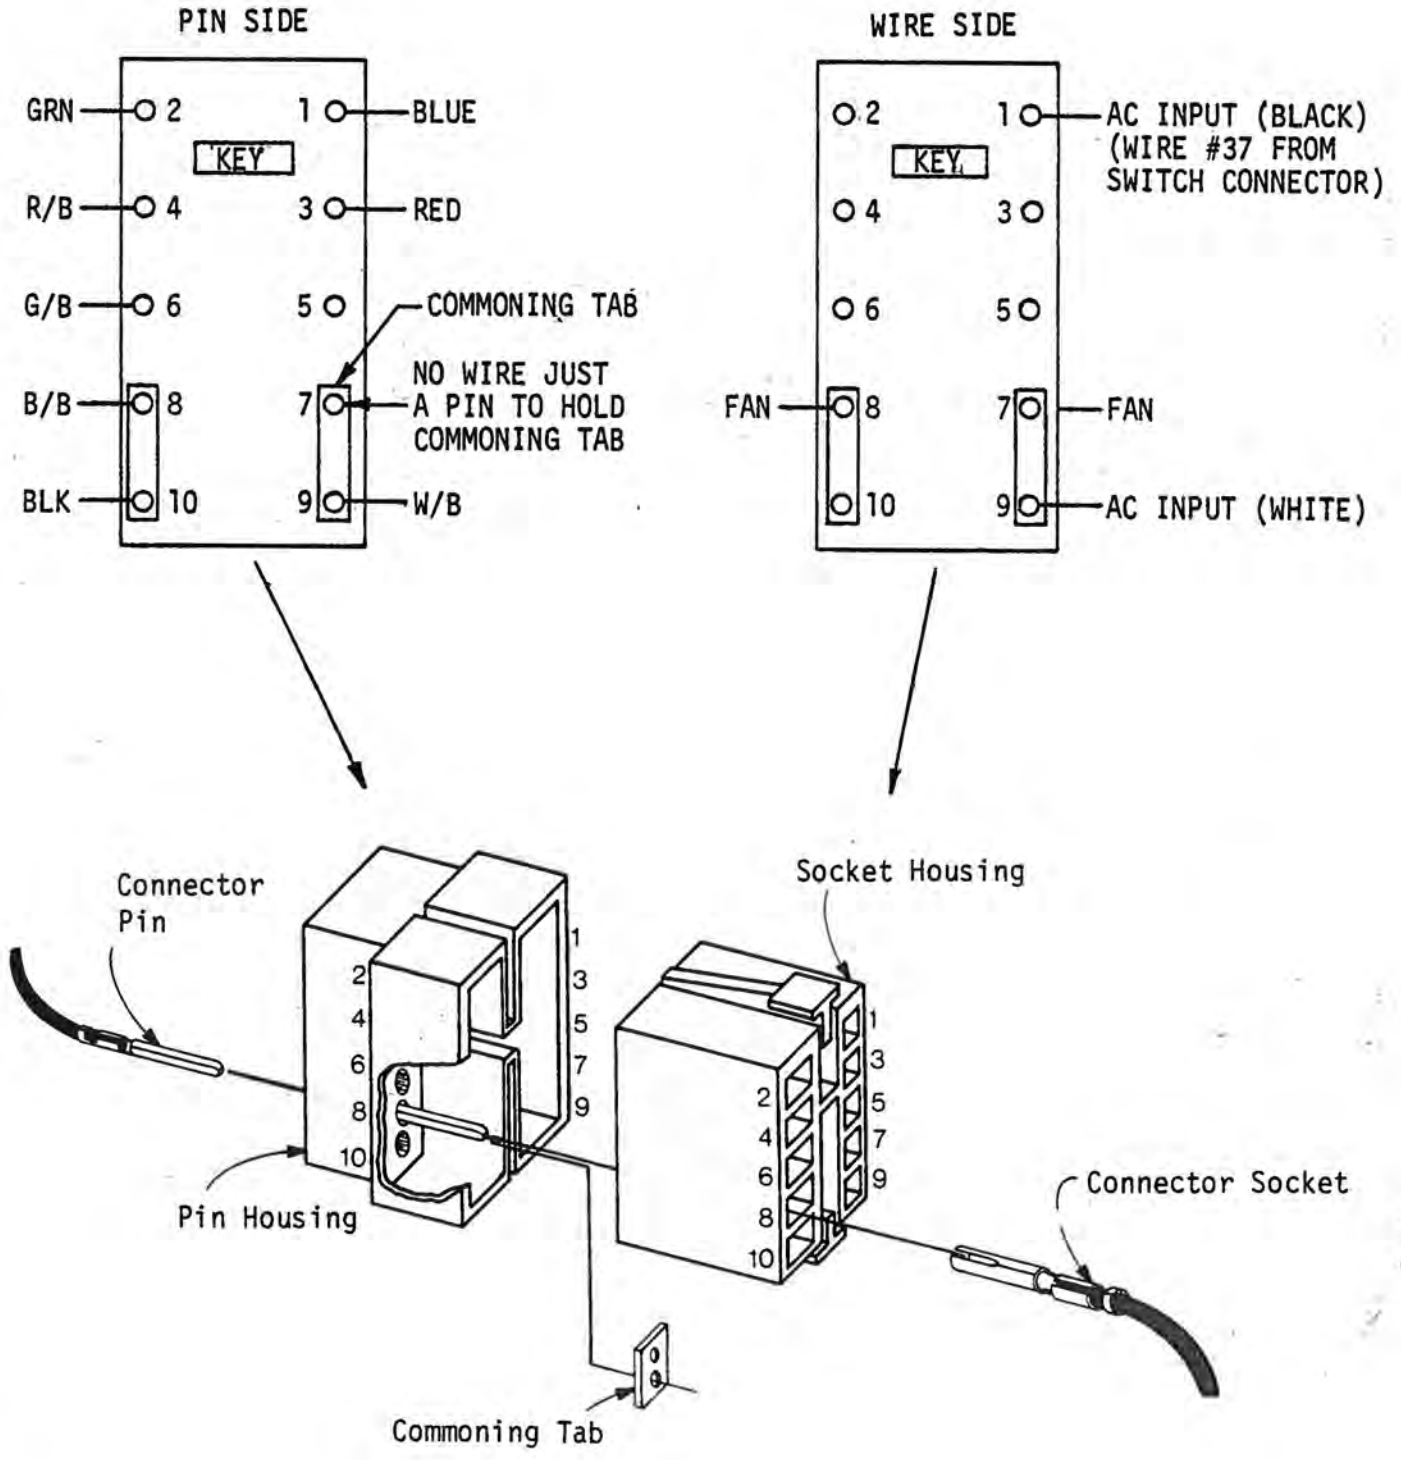 PIN SIDE
WIRE SIDE
GRN 2 1 BLUE
KEY
R/B 4 3 RED
G/B 6 5
COMMONING TAB
B/B 8 7
NO WIRE JUST
A PIN TO HOLD
COMMONING TAB
BLK 10 9 W/B
2 1 AC INPUT (BLACK)
(WIRE #37 FROM
SWITCH CONNECTOR)
KEY
4 3
6 5
FAN 8 7 FAN
10 9 AC INPUT (WHITE)
Connector
Pin
Socket Housing
2
4
6
8
10
1
3
5
7
9
Pin Housing
2
4
6
8
10
1
3
5
7
9
Connector Socket
Commoning Tab